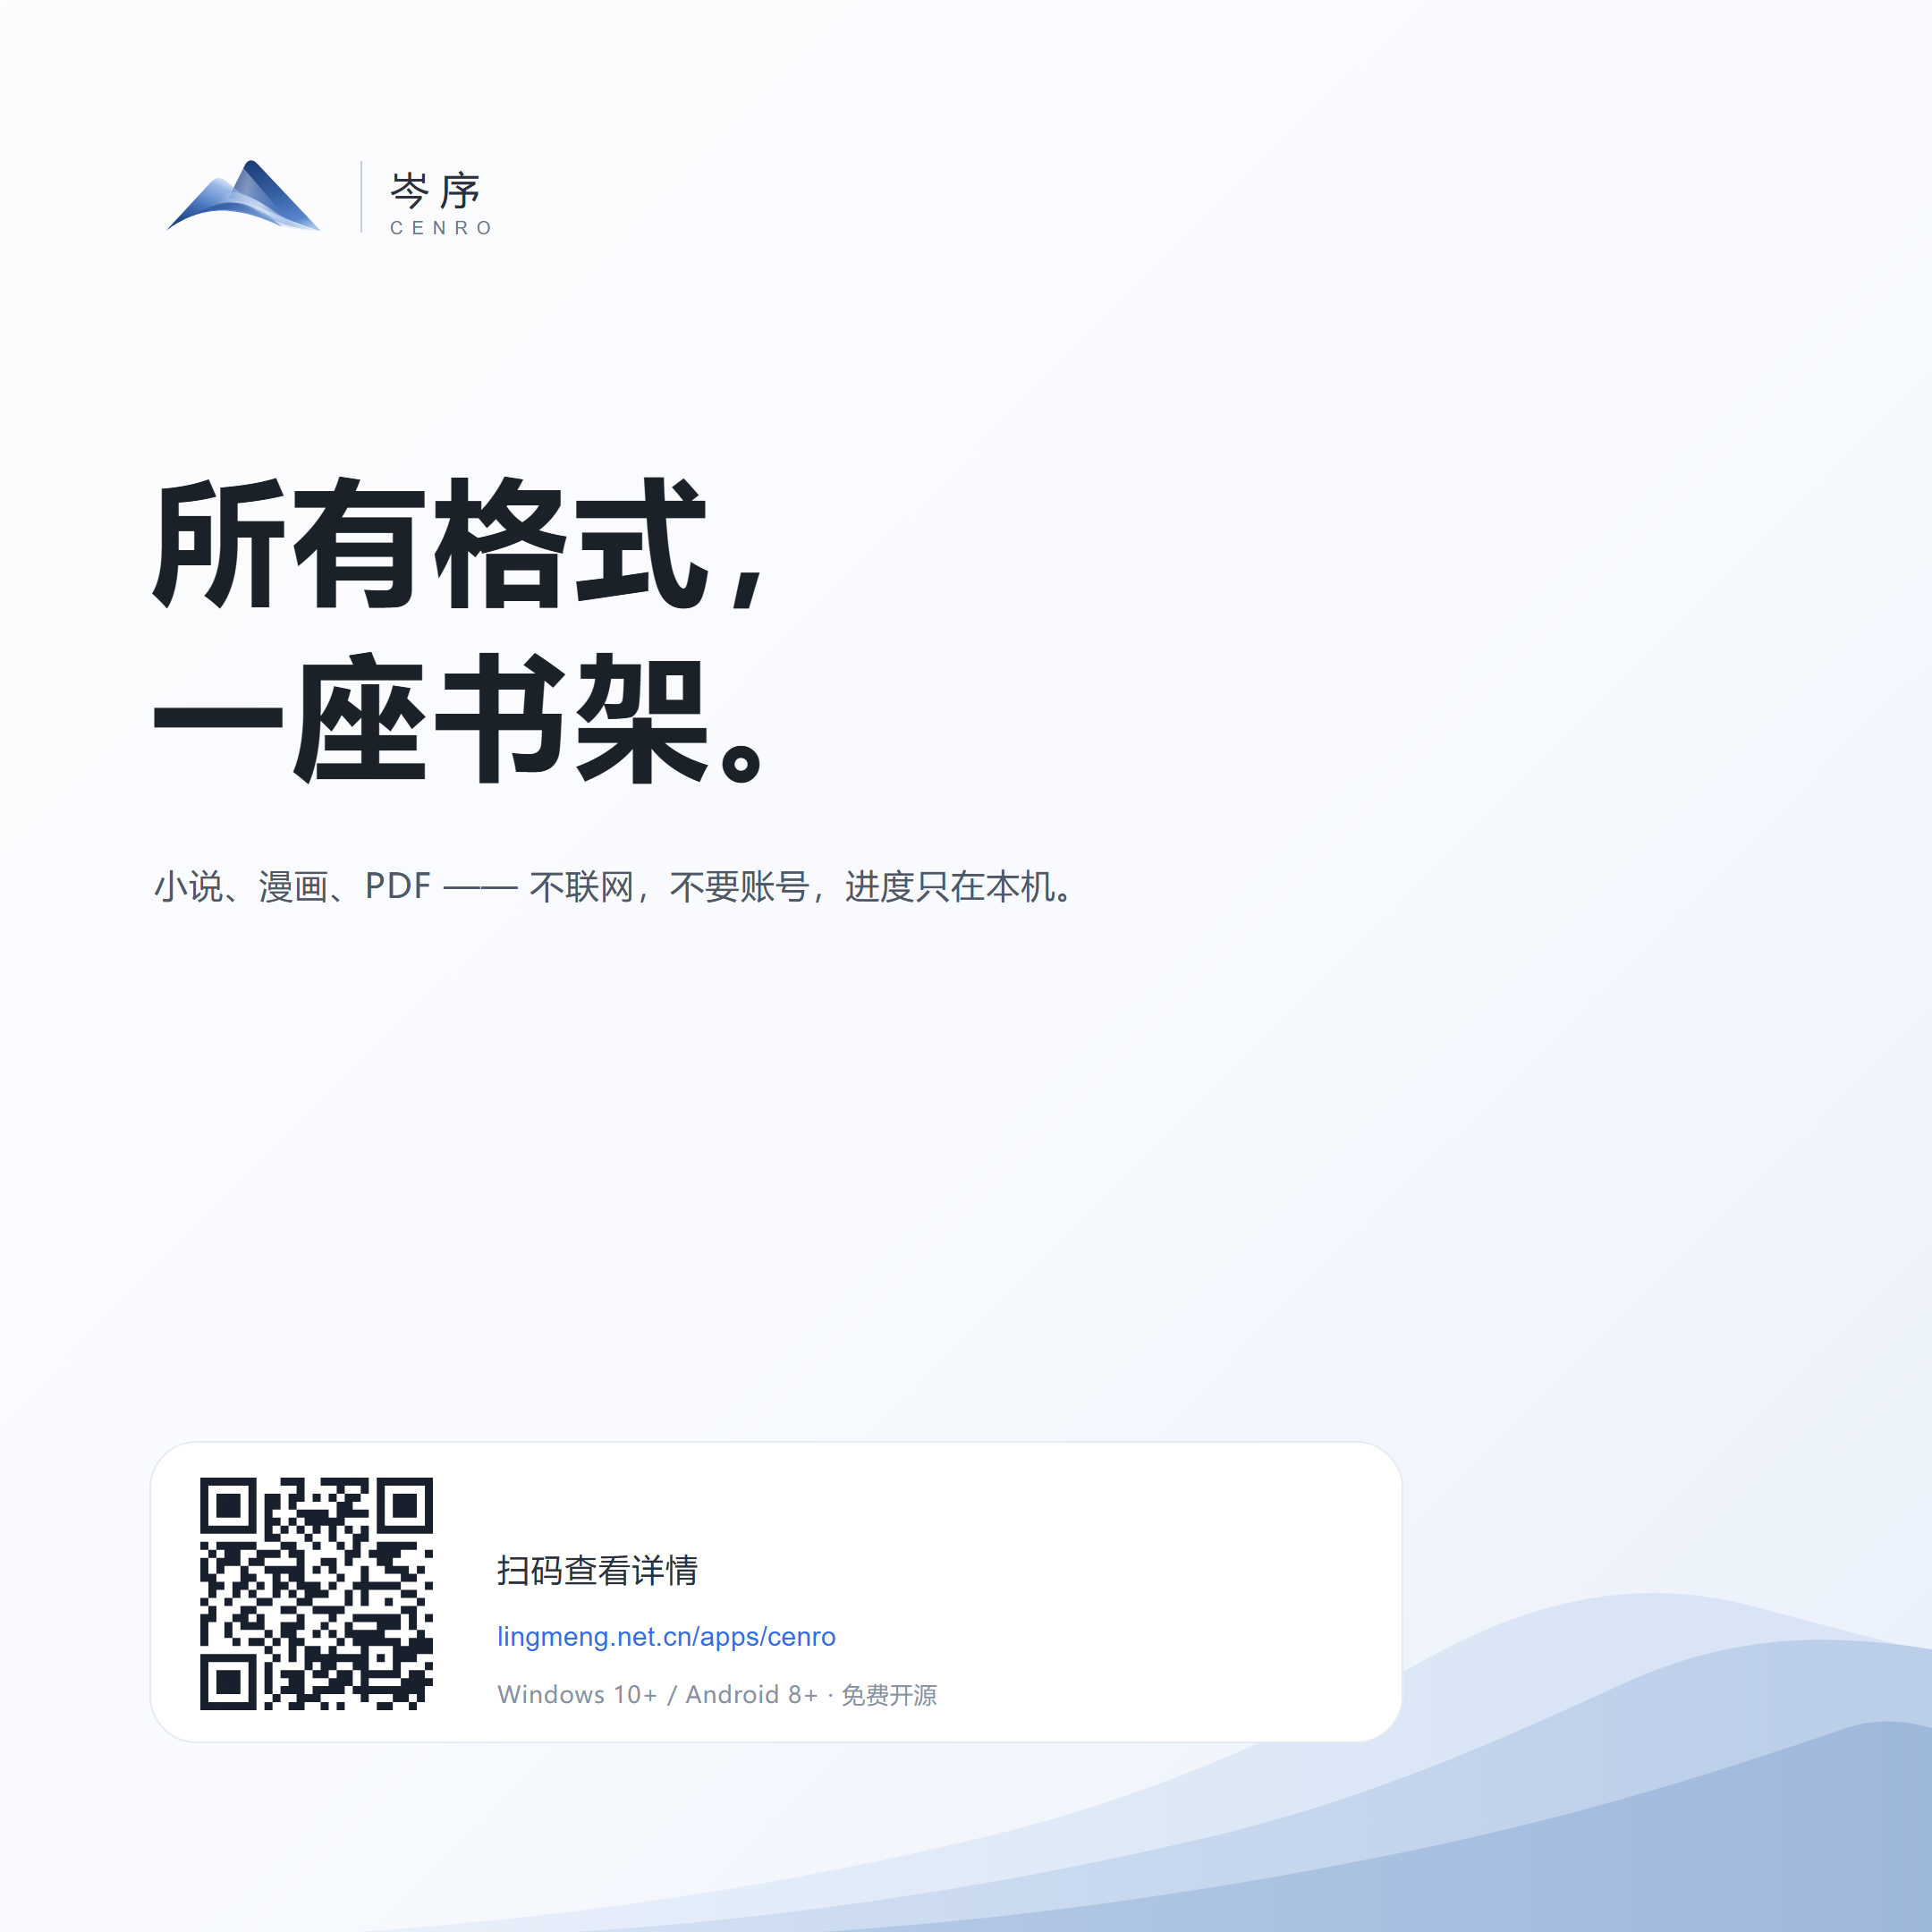 岑序
CENRO
所有格式，
一座书架。
小说、漫画、PDF —— 不联网，不要账号，进度只在本机。
扫码查看详情
lingmeng.net.cn/apps/cenro
Windows 10+ / Android 8+ · 免费开源